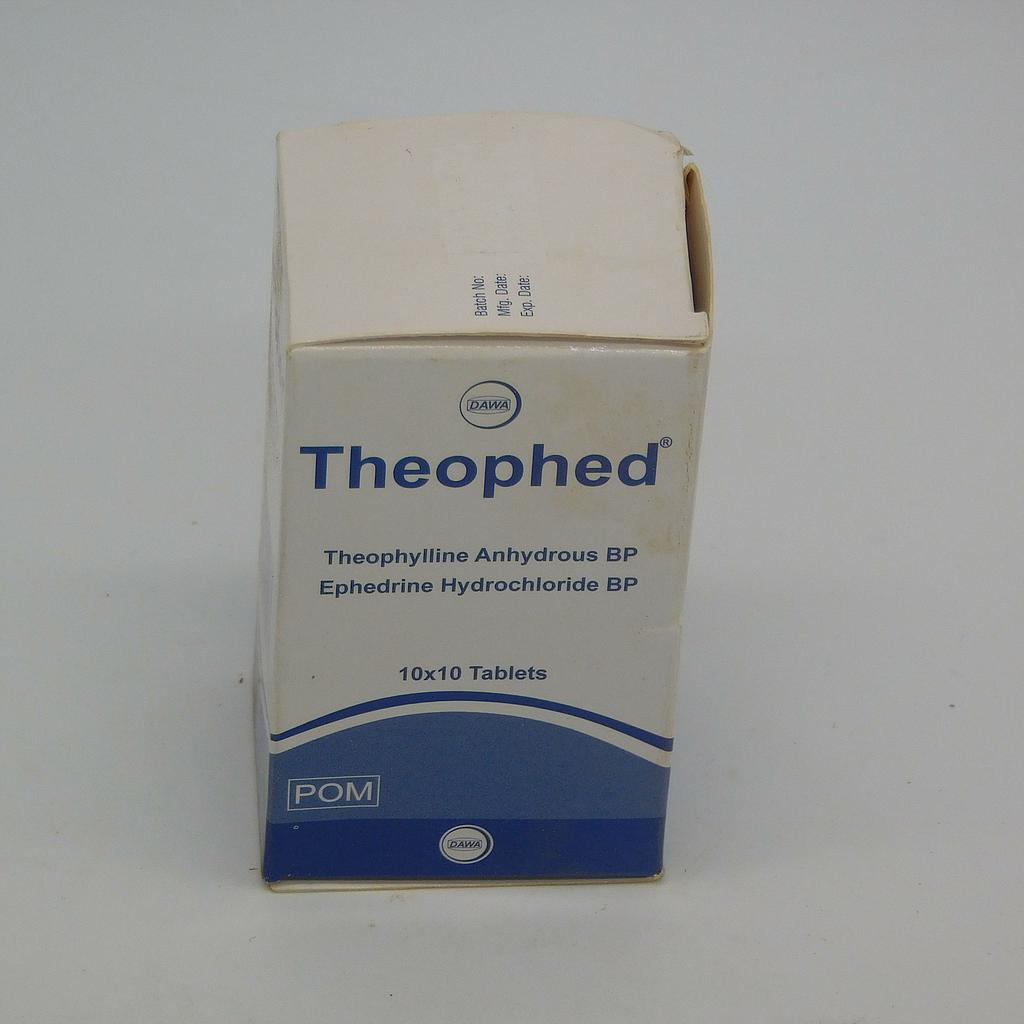 Batch No:
Mfg. Date:
Exp. Date:
DAWA
Theophed®
Theophylline Anhydrous BP
Ephedrine Hydrochloride BP
10x10 Tablets
POM
DAWA